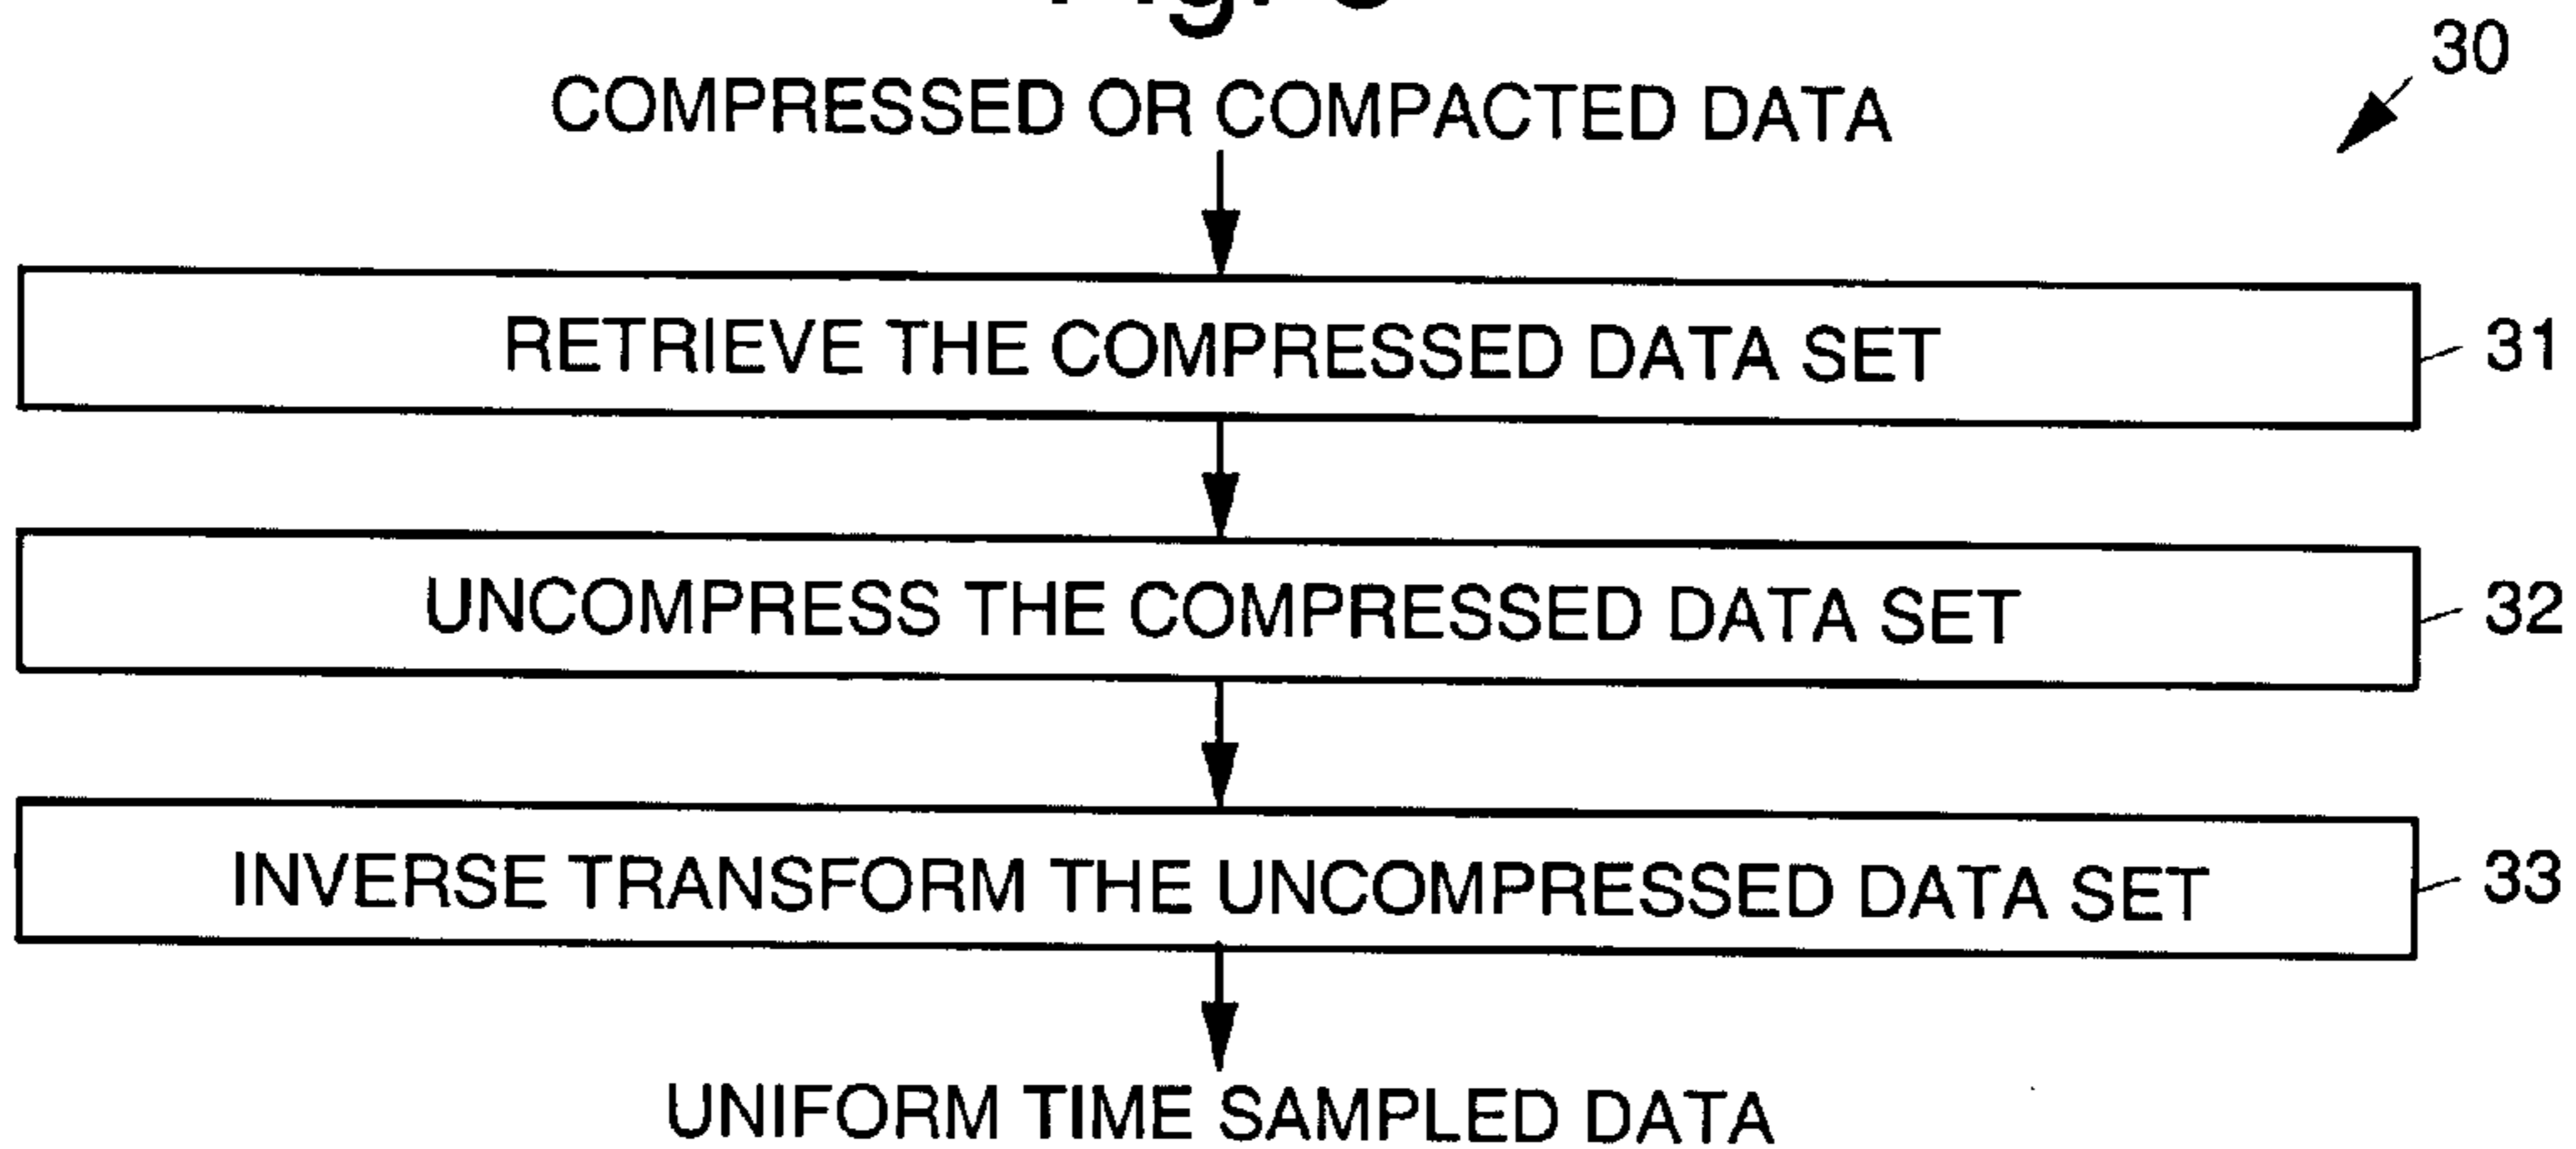 30
COMPRESSED OR COMPACTED DATA
RETRIEVE THE COMPRESSED DATA SET
31
UNCOMPRESS THE COMPRESSED DATA SET
32
INVERSE TRANSFORM THE UNCOMPRESSED DATA SET
33
UNIFORM TIME SAMPLED DATA